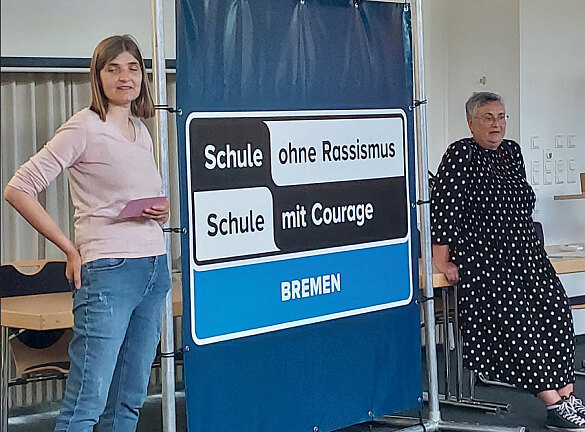 Schule ohne Rassismus
Schule mit Courage
BREMEN